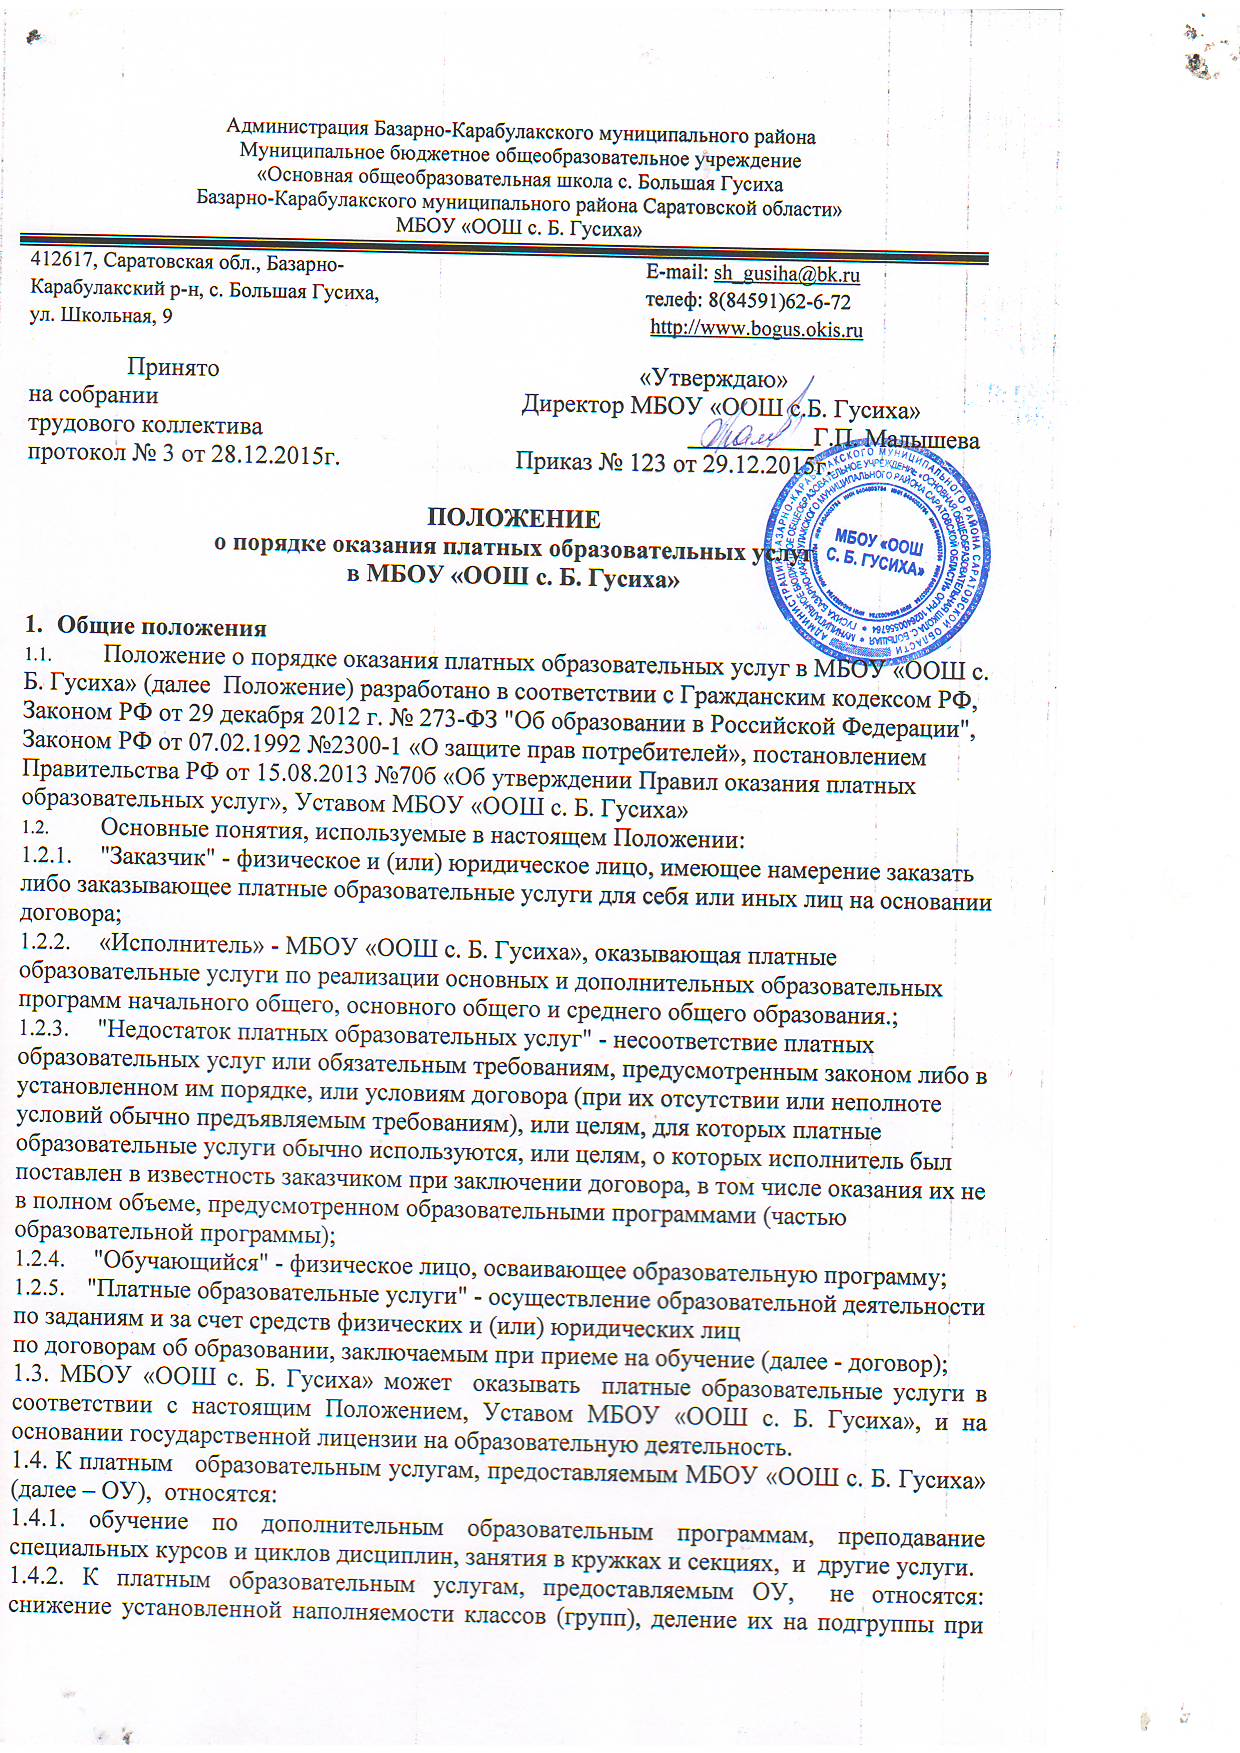 Администрация Базарно-Карабулакского муниципального района
Муниципальное бюджетное общеобразовательное учреждение
«Основная общеобразовательная школа с. Большая Гусиха
Базарно-Карабулакского муниципального района Саратовской области»
МБОУ «ООШ с. Б. Гусиха»
412617, Саратовская обл., Базарно-
Карабулакский р-н, с. Большая Гусиха,
ул. Школьная, 9
E-mail: sh_gusiha@bk.ru
телеф: 8(84591)62-6-72
http://www.bogus.okis.ru
Принято
на собрании
трудового коллектива
протокол № 3 от 28.12.2015г.
«Утверждаю»
Директор МБОУ «ООШ с.Б. Гусиха»
Г.П. Малышева
Приказ № 123 от 29.12.2015г.
МБОУ «ООШ
С. Б. ГУСИХА»
ПОЛОЖЕНИЕ
о порядке оказания платных образовательных услуг
в МБОУ «ООШ с. Б. Гусиха»
1. Общие положения
1.1. Положение о порядке оказания платных образовательных услуг в МБОУ «ООШ с.
Б. Гусиха» (далее Положение) разработано в соответствии с Гражданским кодексом РФ,
Законом РФ от 29 декабря 2012 г. № 273-ФЗ "Об образовании в Российской Федерации",
Законом РФ от 07.02.1992 №2300-1 «О защите прав потребителей», постановлением
Правительства РФ от 15.08.2013 №70б «Об утверждении Правил оказания платных
образовательных услуг», Уставом МБОУ «ООШ с. Б. Гусиха»
1.2. Основные понятия, используемые в настоящем Положении:
1.2.1. "Заказчик" - физическое и (или) юридическое лицо, имеющее намерение заказать
либо заказывающее платные образовательные услуги для себя или иных лиц на основании
договора;
1.2.2. «Исполнитель» - МБОУ «ООШ с. Б. Гусиха», оказывающая платные
образовательные услуги по реализации основных и дополнительных образовательных
программ начального общего, основного общего и среднего общего образования.;
1.2.3. "Недостаток платных образовательных услуг" - несоответствие платных
образовательных услуг или обязательным требованиям, предусмотренным законом либо в
установленном им порядке, или условиям договора (при их отсутствии или неполноте
условий обычно предъявляемым требованиям), или целям, для которых платные
образовательные услуги обычно используются, или целям, о которых исполнитель был
поставлен в известность заказчиком при заключении договора, в том числе оказания их не
в полном объеме, предусмотренном образовательными программами (частью
образовательной программы);
1.2.4. "Обучающийся" - физическое лицо, осваивающее образовательную программу;
1.2.5. "Платные образовательные услуги" - осуществление образовательной деятельности
по заданиям и за счет средств физических и (или) юридических лиц
по договорам об образовании, заключаемым при приеме на обучение (далее - договор);
1.3. МБОУ «ООШ с. Б. Гусиха» может оказывать платные образовательные услуги в
соответствии с настоящим Положением, Уставом МБОУ «ООШ с. Б. Гусиха», и на
основании государственной лицензии на образовательную деятельность.
1.4. К платным образовательным услугам, предоставляемым МБОУ «ООШ с. Б. Гусиха»
(далее – ОУ), относятся:
1.4.1. обучение по дополнительным образовательным программам, преподавание
специальных курсов и циклов дисциплин, занятия в кружках и секциях, и другие услуги.
1.4.2. К платным образовательным услугам, предоставляемым ОУ, не относятся:
снижение установленной наполняемости классов (групп), деление их на подгруппы при